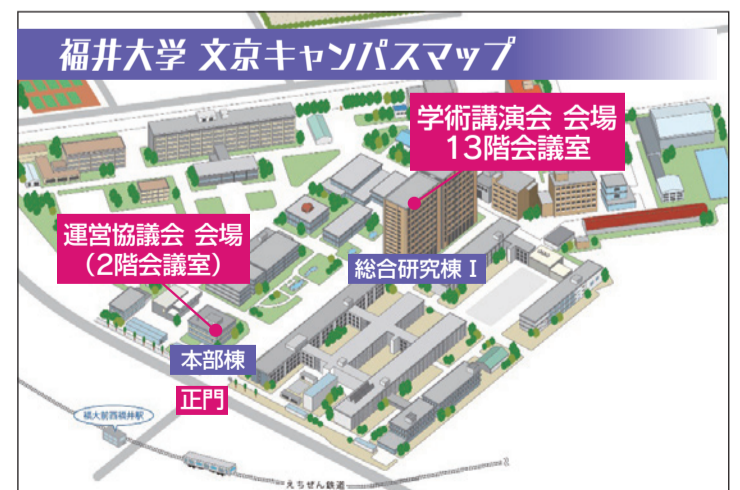 福井大学 文京キャンパスマップ
学術講演会 会場
13階会議室
運営協議会 会場
（2階会議室）
総合研究棟Ⅰ
本部棟
正門
福大前西福井駅
えちぜん鉄道